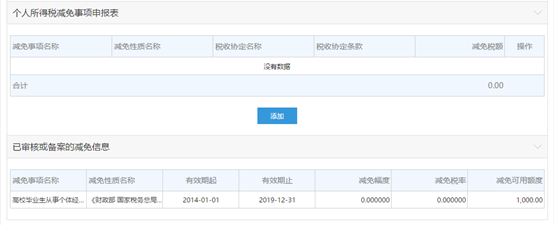 个人所得税减免事项申报表
减免事项名称 减免性质名称 税收协定名称 税收协定条款 减免税额 操作
没有数据
合计 0.00
添加
已审核或备案的减免信息
减免事项名称 减免性质名称 有效期起 有效期止 减免幅度 减免税率 减免可用额度
高校毕业生从事个体经... 《财政部 国家税务总局... 2014-01-01 2019-12-31 0.000000 0.000000 1,000.00